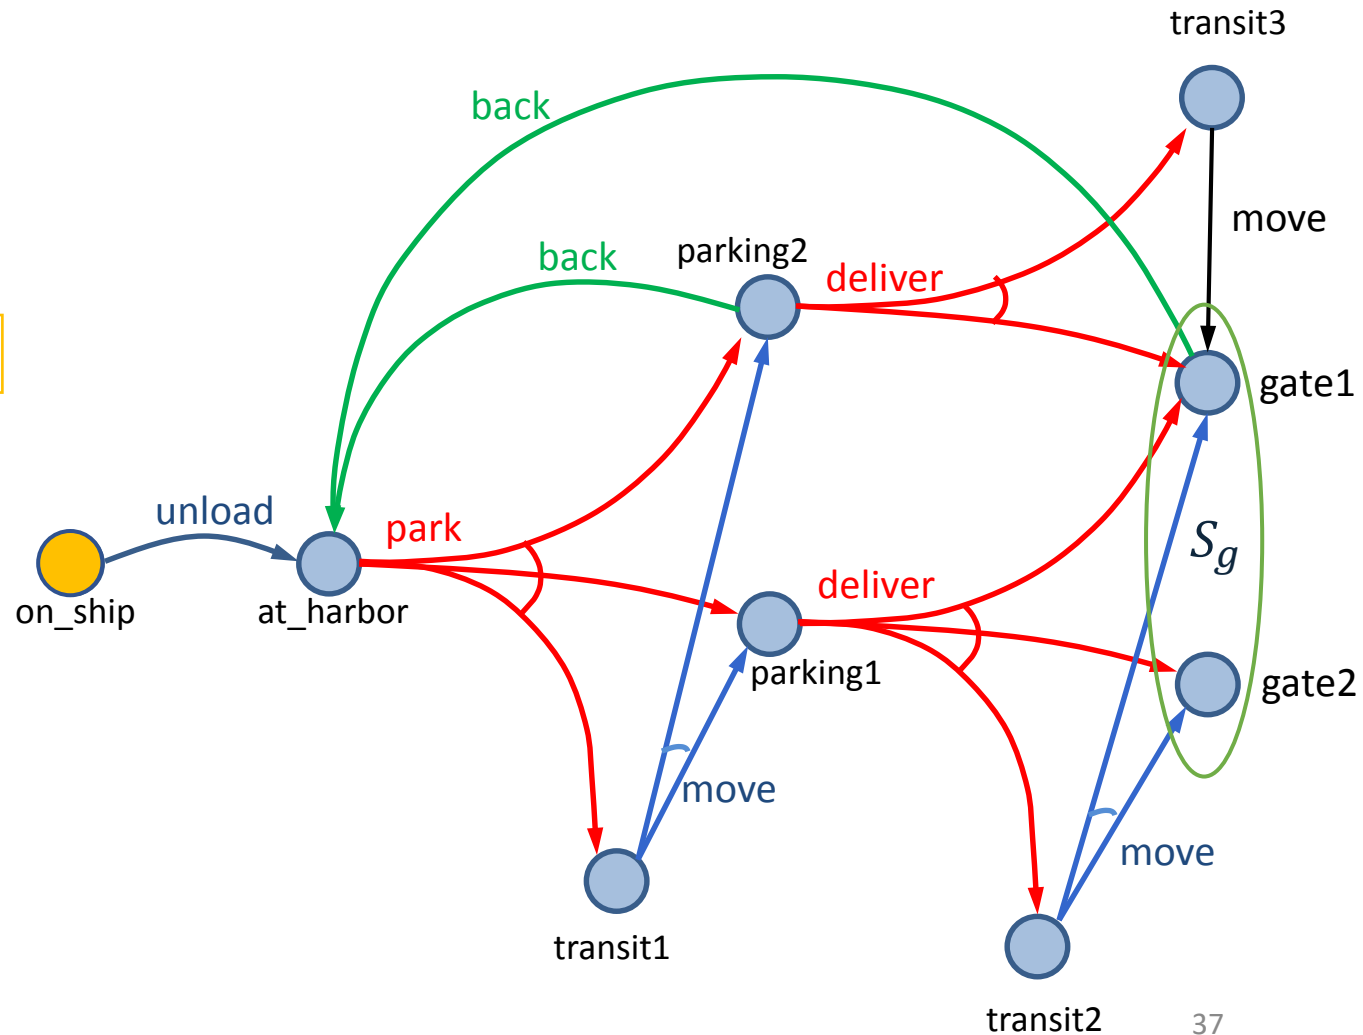 transit3
back
move
parking2
back
deliver
gate1
unload
park
S_g
on_ship
at_harbor
deliver
parking1
gate2
move
move
transit1
transit2
37